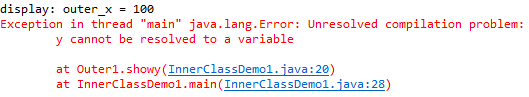 display: outer_x = 100
Exception in thread "main" java.lang.Error: Unresolved compilation problem:
y cannot be resolved to a variable
at Outer1.showy(InnerClassDemo1.java:20)
at InnerClassDemo1.main(InnerClassDemo1.java:28)